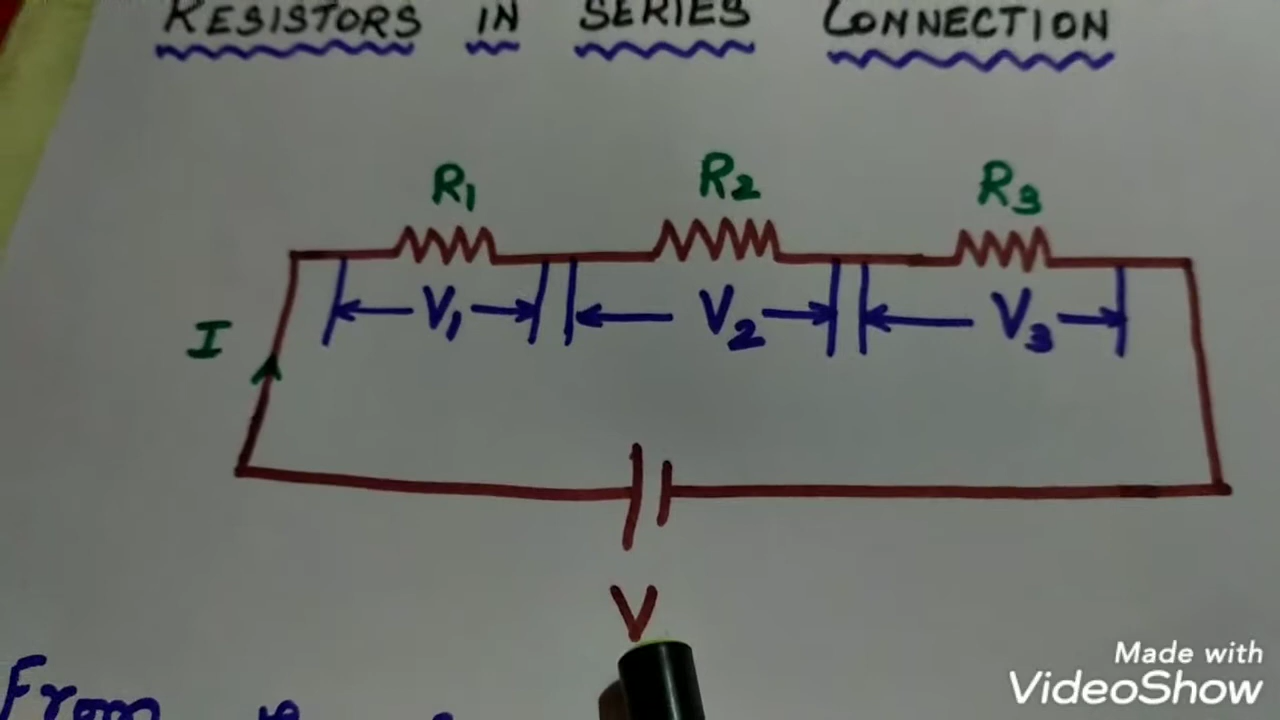 RESISTORS IN SERIES CONNECTION
R1 R2 R3
V1 V2 V3
I
V
From
Made with
VideoShow